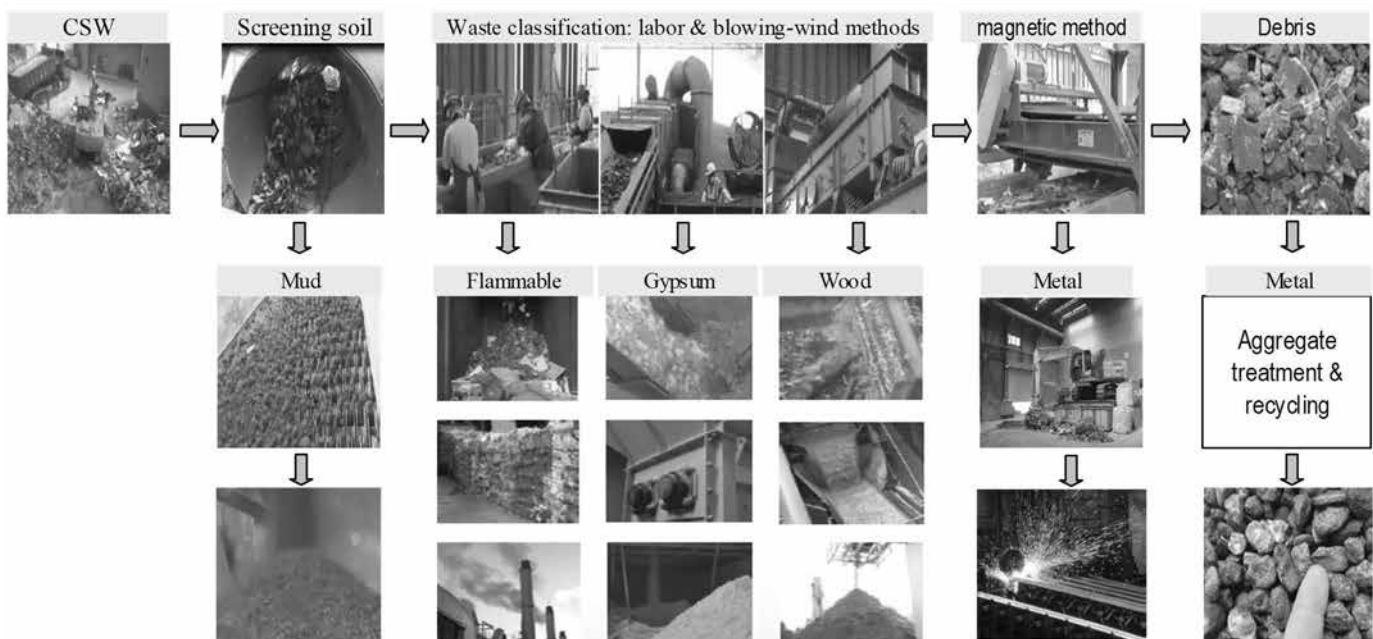 CSW
Screening soil
Waste classification: labor & blowing-wind methods
magnetic method
Debris
Mud
Flammable
Gypsum
Wood
Metal
Metal
Aggregate
treatment &
recycling